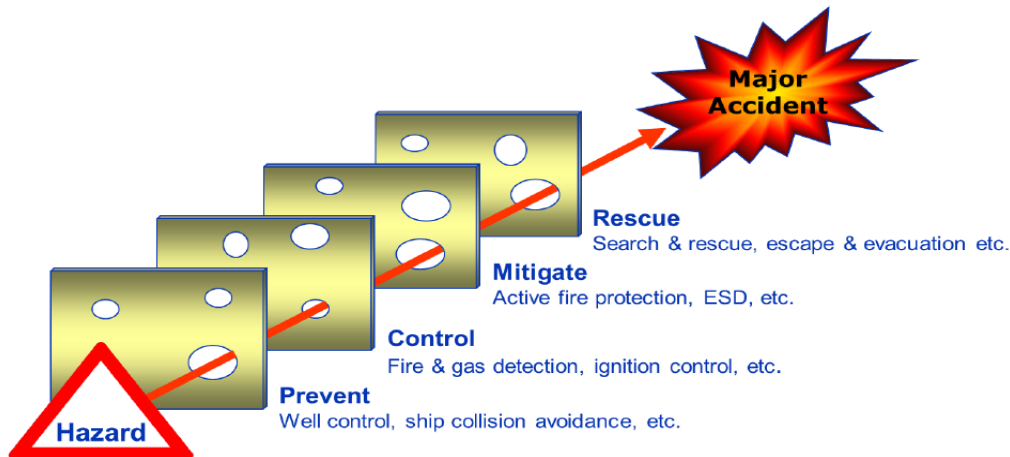 Major
Accident
Rescue
Search & rescue, escape & evacuation etc.
Mitigate
Active fire protection, ESD, etc.
Control
Fire & gas detection, ignition control, etc.
Prevent
Well control, ship collision avoidance, etc.
Hazard